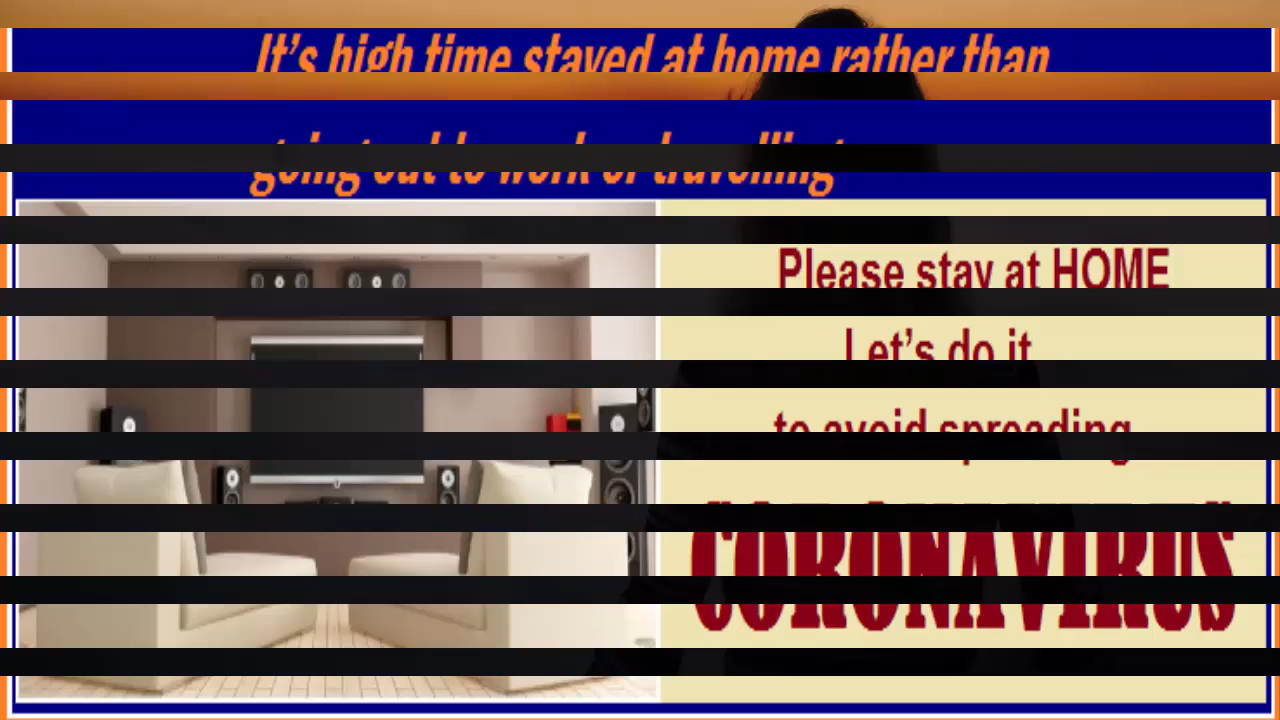 It’s high time stayed at home rather than
going out to work or travelling
Please stay at HOME
Let’s do it
to avoid spreading
CORONAVIRUS